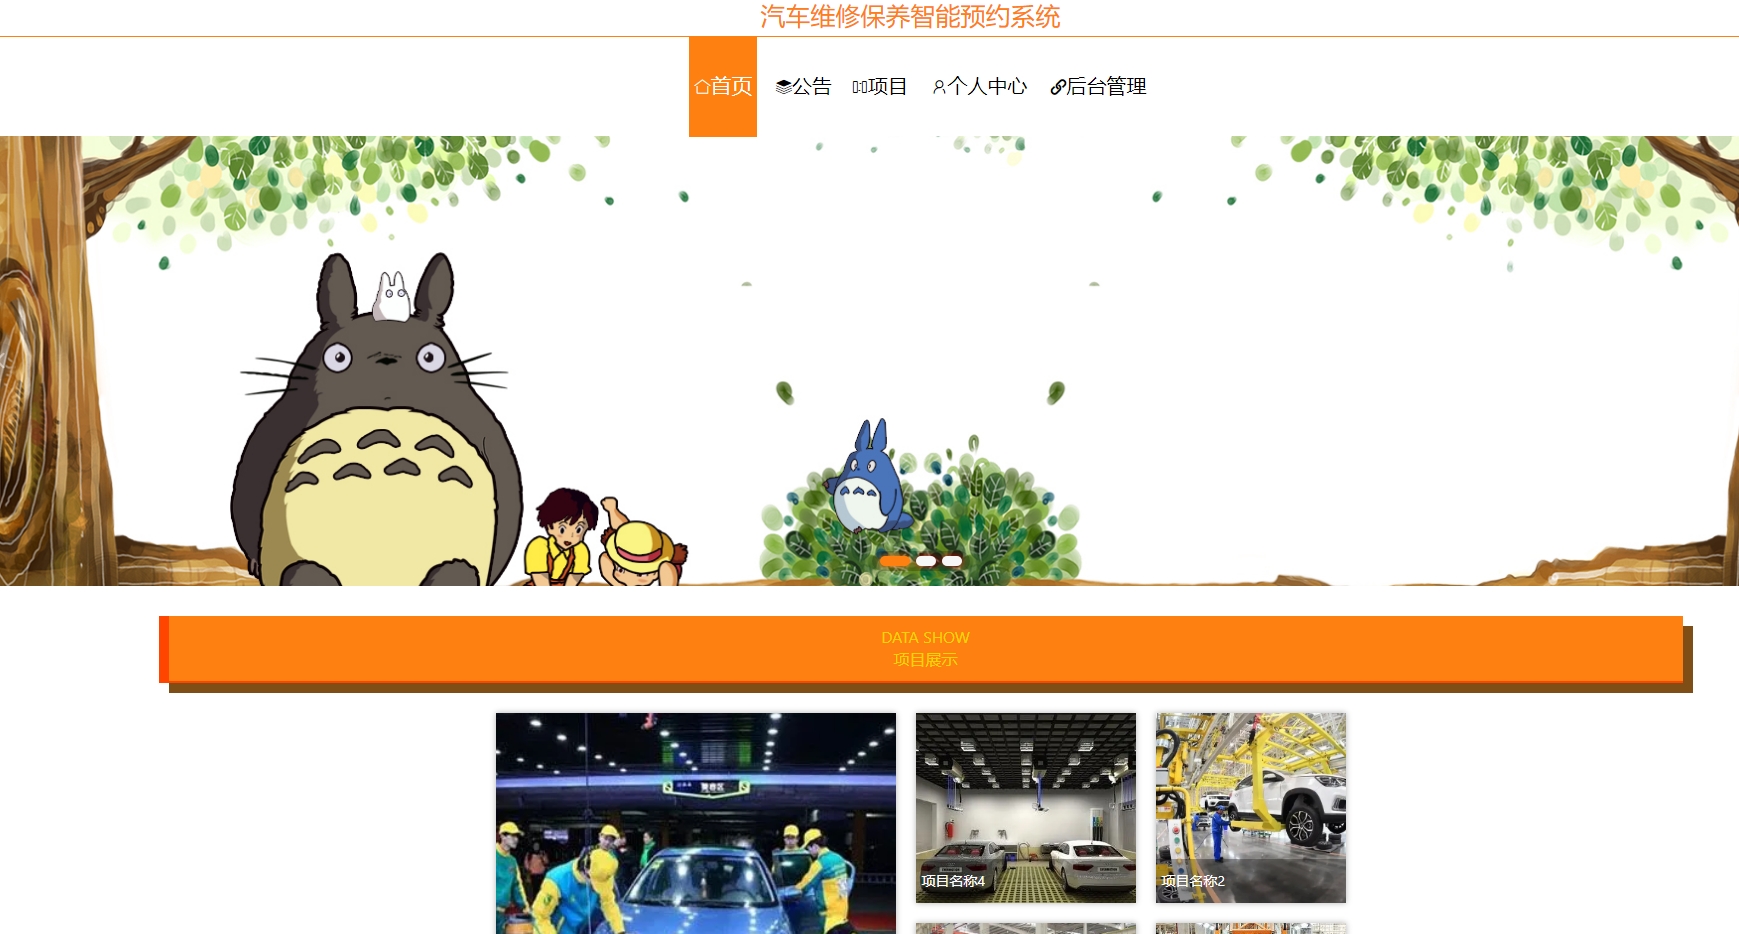 汽车维修保养智能预约系统
首页 公告 项目 个人中心 后台管理
DATA SHOW
项目展示
项目名称4
项目名称2